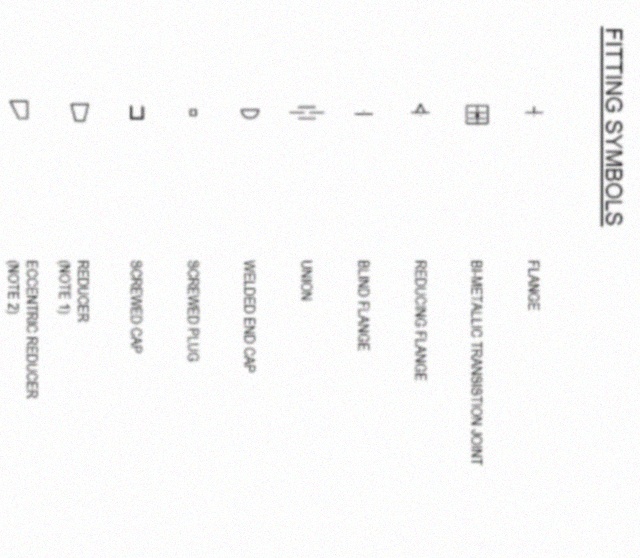 FITTING SYMBOLS
FLANGE
BI-METALLIC TRANSISTION JOINT
REDUCING FLANGE
BLIND FLANGE
UNION
WELDED END CAP
SCREWED PLUG
SCREWED CAP
REDUCER
(NOTE 1)
ECCENTRIC REDUCER
(NOTE 2)